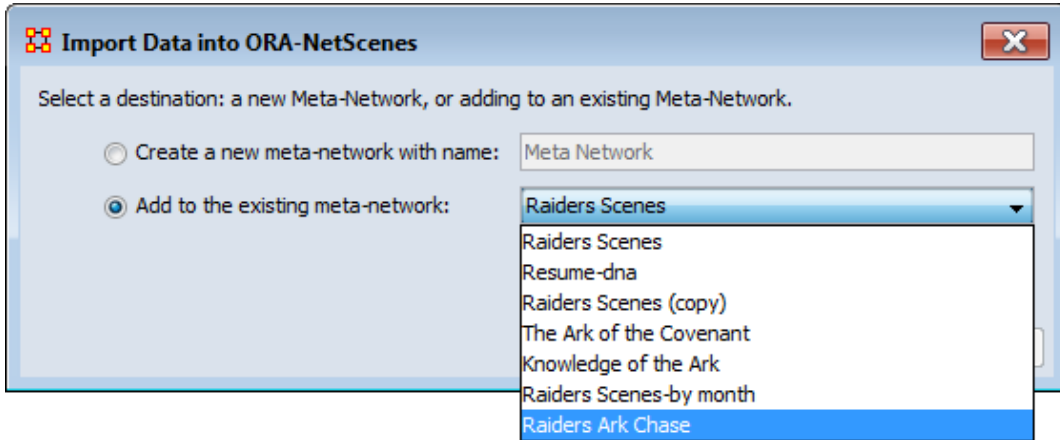 Import Data into ORA-NetScenes
Select a destination: a new Meta-Network, or adding to an existing Meta-Network.
Create a new meta-network with name: Meta Network
Add to the existing meta-network: Raiders Scenes
Raiders Scenes
Resume-dna
Raiders Scenes (copy)
The Ark of the Covenant
Knowledge of the Ark
Raiders Scenes-by month
Raiders Ark Chase